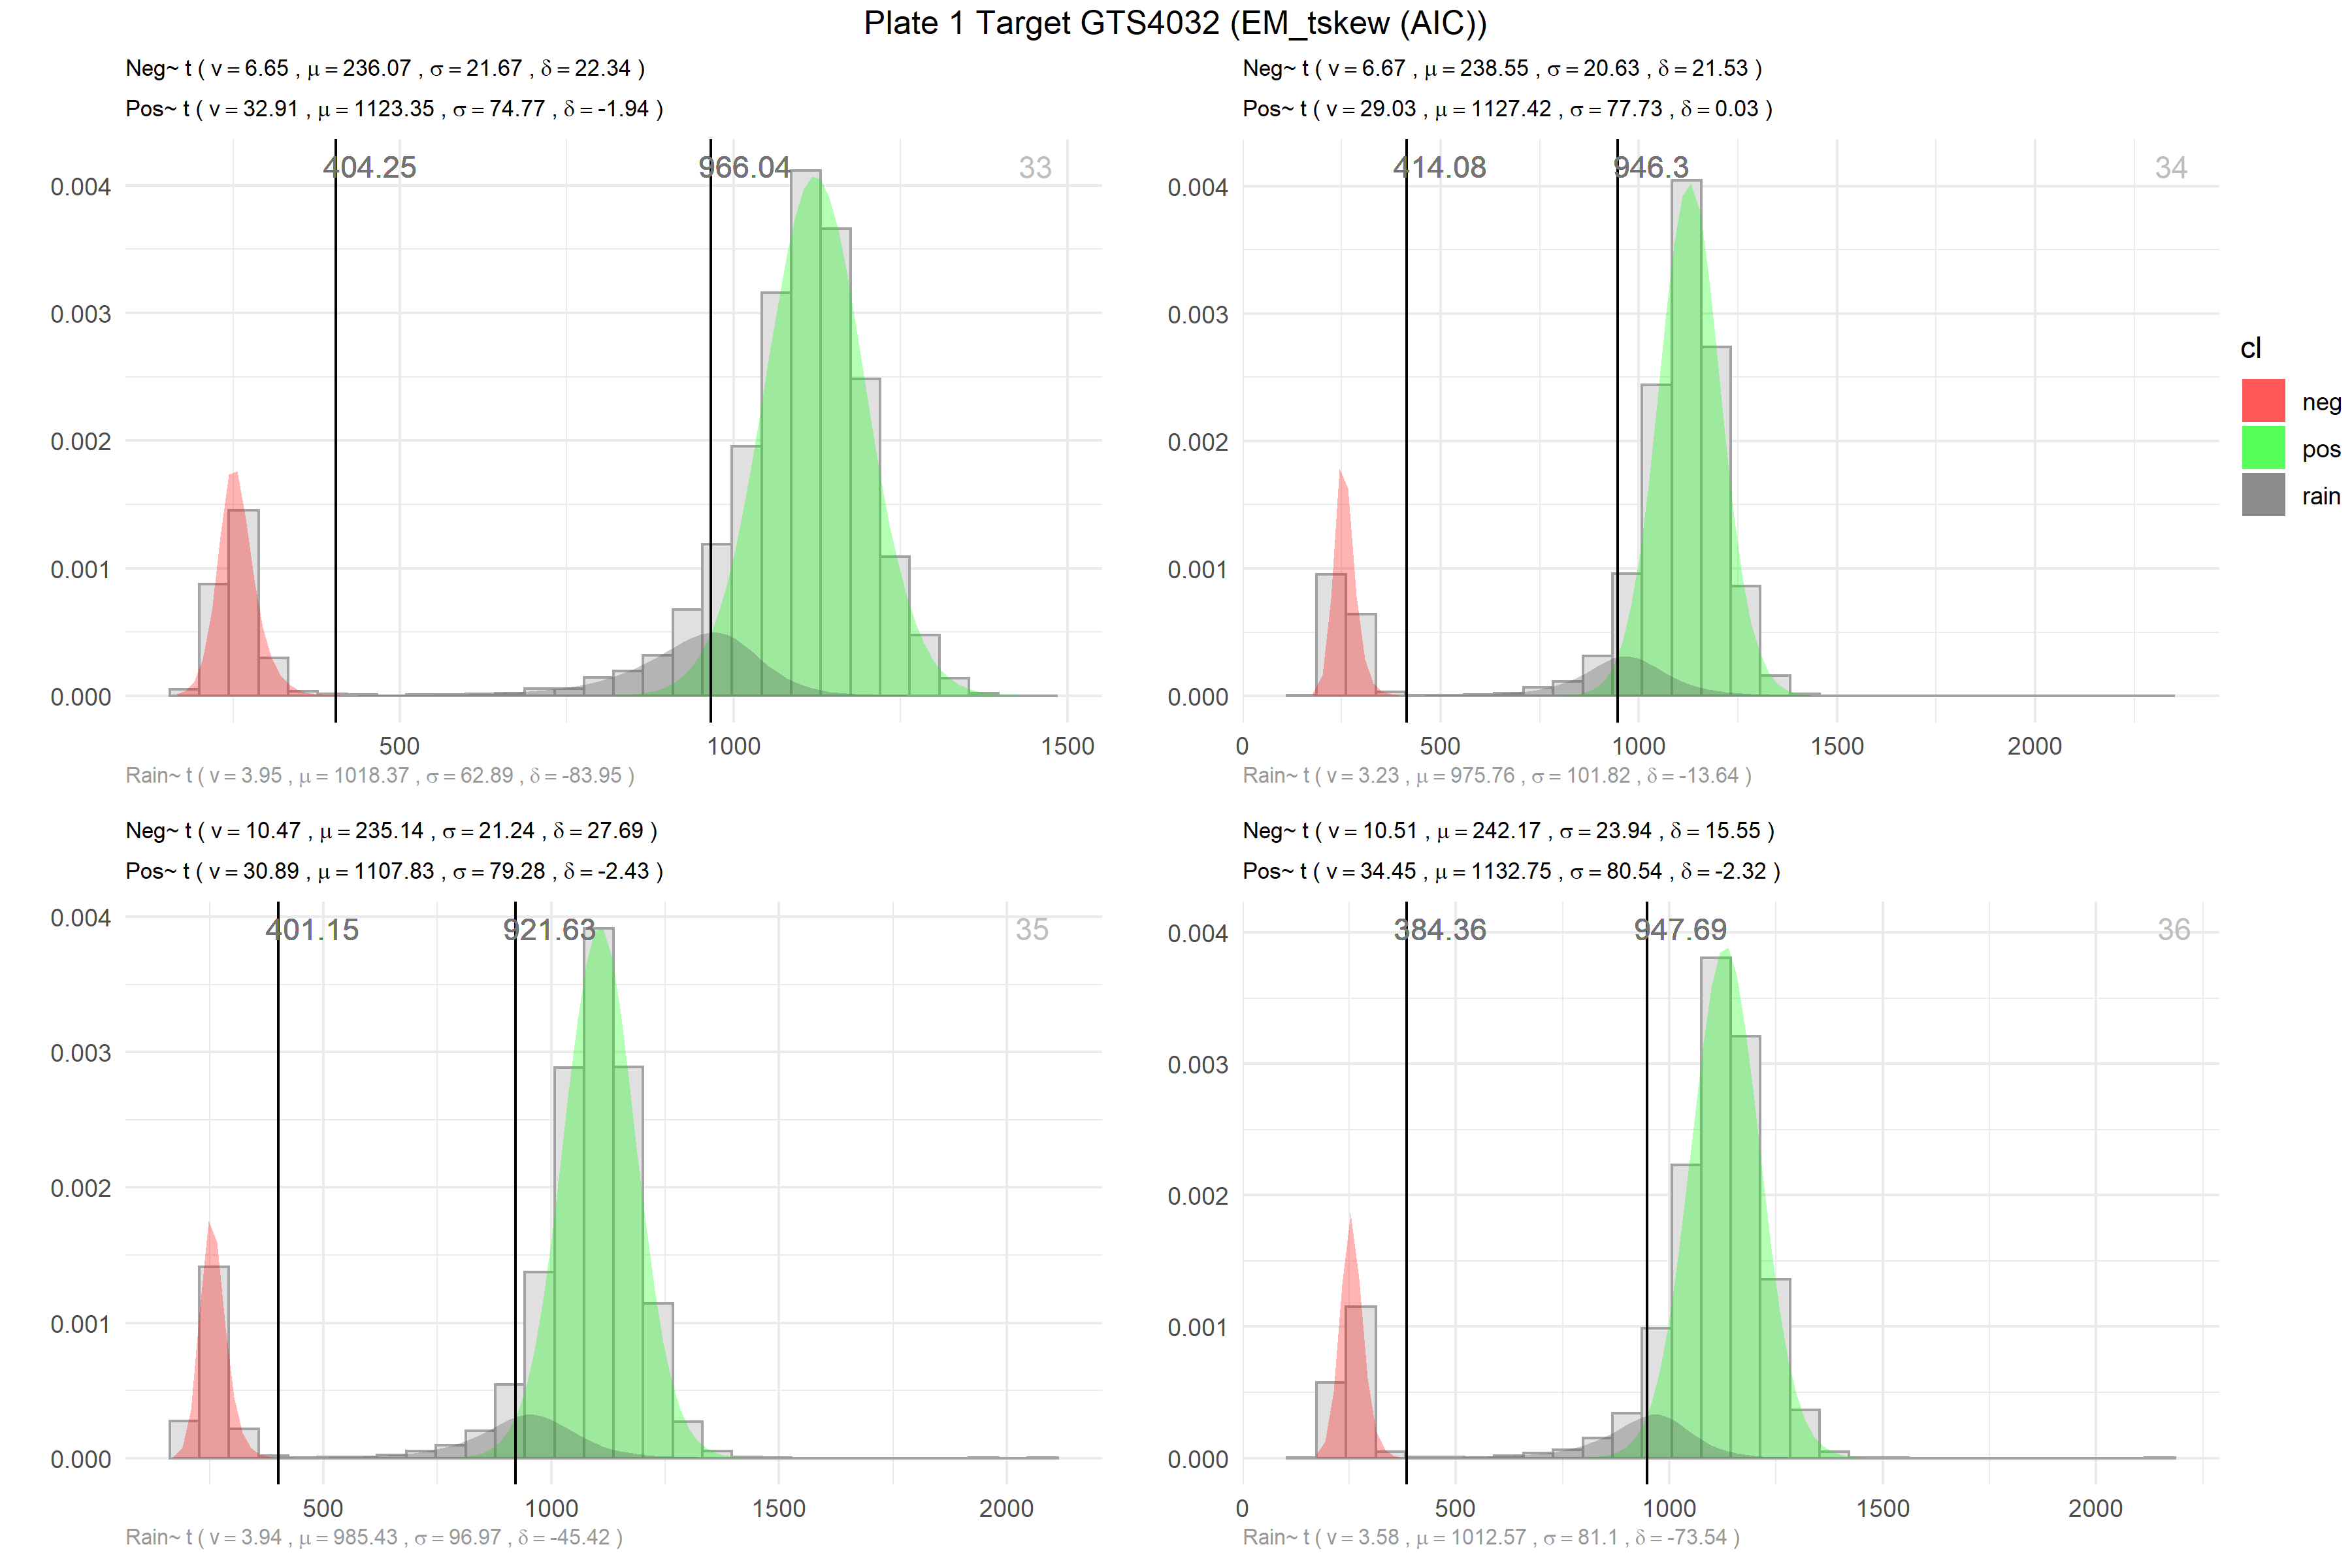 Plate 1 Target GTS4032 (EM_tskew (AIC))
Neg~ t ( v = 6.65 , μ = 236.07 , σ = 21.67 , δ = 22.34 )
Pos~ t ( v = 32.91 , μ = 1123.35 , σ = 74.77 , δ = -1.94 )
404.25
966.04
33
0.004
0.003
0.002
0.001
0.000
500
1000
1500
Rain~ t ( v = 3.95 , μ = 1018.37 , σ = 62.89 , δ = -83.95 )
Neg~ t ( v = 6.67 , μ = 238.55 , σ = 20.63 , δ = 21.53 )
Pos~ t ( v = 29.03 , μ = 1127.42 , σ = 77.73 , δ = 0.03 )
414.08
946.3
34
0.004
0.003
0.002
0.001
0.000
0
500
1000
1500
2000
Rain~ t ( v = 3.23 , μ = 975.76 , σ = 101.82 , δ = -13.64 )
cl
neg
pos
rain
Neg~ t ( v = 10.47 , μ = 235.14 , σ = 21.24 , δ = 27.69 )
Pos~ t ( v = 30.89 , μ = 1107.83 , σ = 79.28 , δ = -2.43 )
401.15
921.63
35
0.004
0.003
0.002
0.001
0.000
500
1000
1500
2000
Rain~ t ( v = 3.94 , μ = 985.43 , σ = 96.97 , δ = -45.42 )
Neg~ t ( v = 10.51 , μ = 242.17 , σ = 23.94 , δ = 15.55 )
Pos~ t ( v = 34.45 , μ = 1132.75 , σ = 80.54 , δ = -2.32 )
384.36
947.69
36
0.004
0.003
0.002
0.001
0.000
0
500
1000
1500
2000
Rain~ t ( v = 3.58 , μ = 1012.57 , σ = 81.1 , δ = -73.54 )